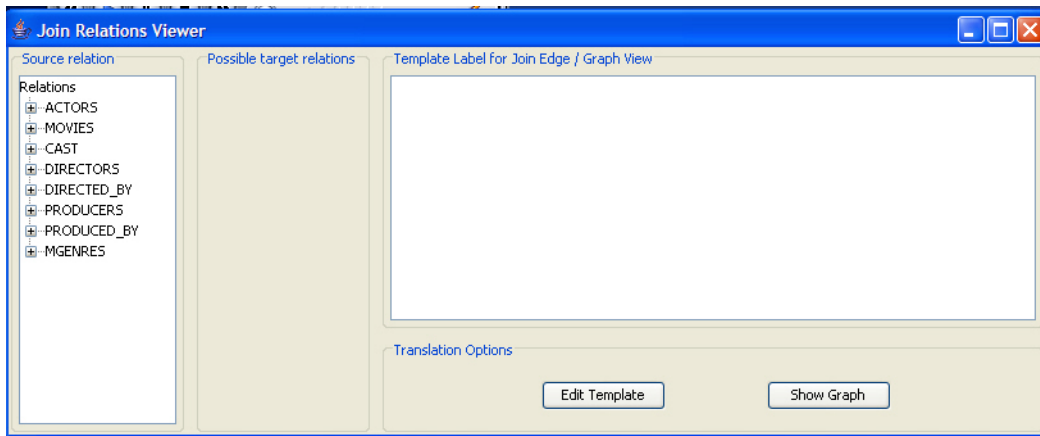 Join Relations Viewer
Source relation
Possible target relations
Template Label for Join Edge / Graph View
Relations
ACTORS
MOVIES
CAST
DIRECTORS
DIRECTED_BY
PRODUCERS
PRODUCED_BY
MGENRES
Translation Options
Edit Template
Show Graph